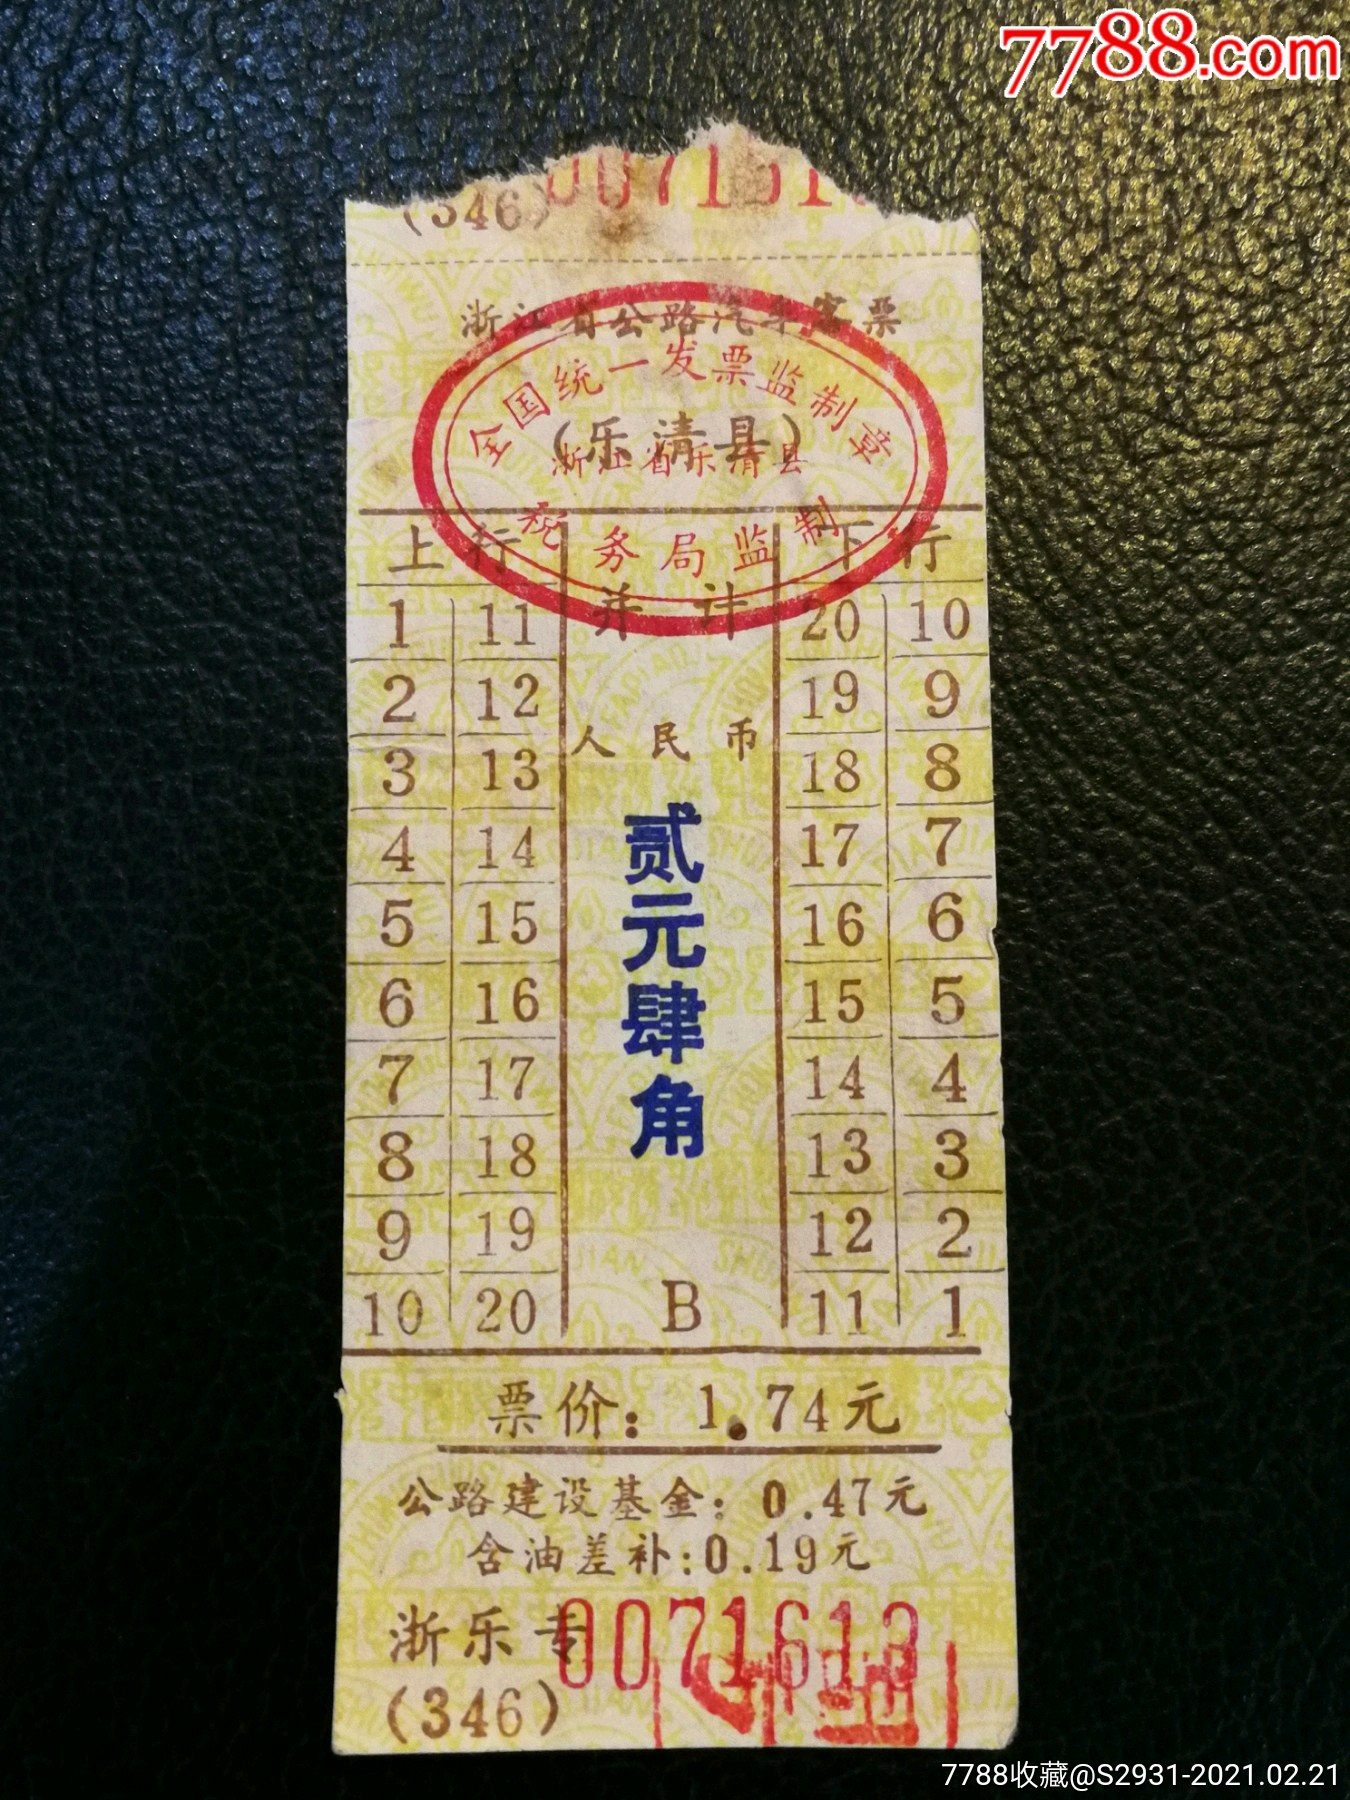 7788.com
(346) 0071613
浙江省公路汽车客票
全国统一发票监制章
(乐清县)
浙江省乐清县
税务局监制
上行 并计 下行
1 11 20 10
2 12 19 9
人民币
3 13 18 8
4 14 17 7
5 15 16 6
6 16 15 5
7 17 14 4
8 18 13 3
9 19 12 2
10 20 11 1
贰元肆角
B
票价：1.74元
公路建设基金：0.47元
含油差补:0.19元
浙乐专 0071613
(346)
7788收藏@S2931-2021.02.21